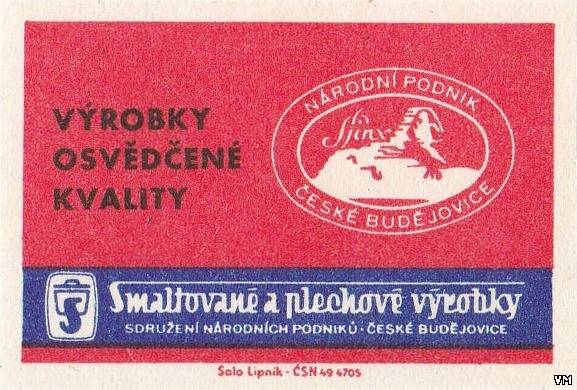 VÝROBKY
OSVĚDČENÉ
KVALITY
NÁRODNÍ PODNIK
Sfinx
ČESKÉ BUDĚJOVICE
S
Smaltované a plechové výrobky
SDRUŽENÍ NÁRODNÍCH PODNIKŮ · ČESKÉ BUDĚJOVICE
Solo Lipník - ČSN 49 4705
VM